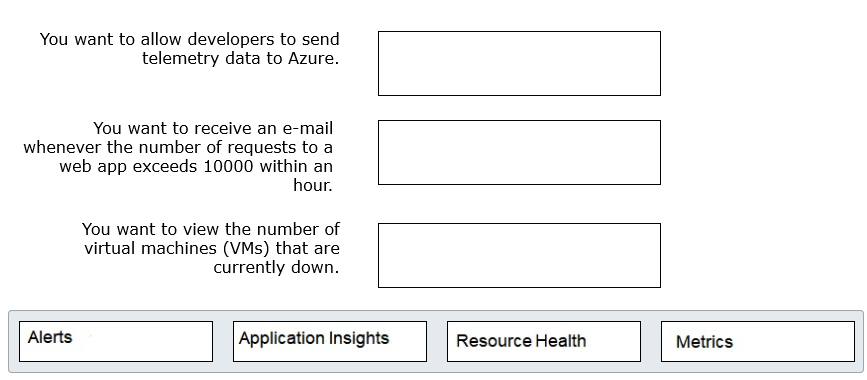 You want to allow developers to send
telemetry data to Azure.
You want to receive an e-mail
whenever the number of requests to a
web app exceeds 10000 within an
hour.
You want to view the number of
virtual machines (VMs) that are
currently down.
Alerts
Application Insights
Resource Health
Metrics